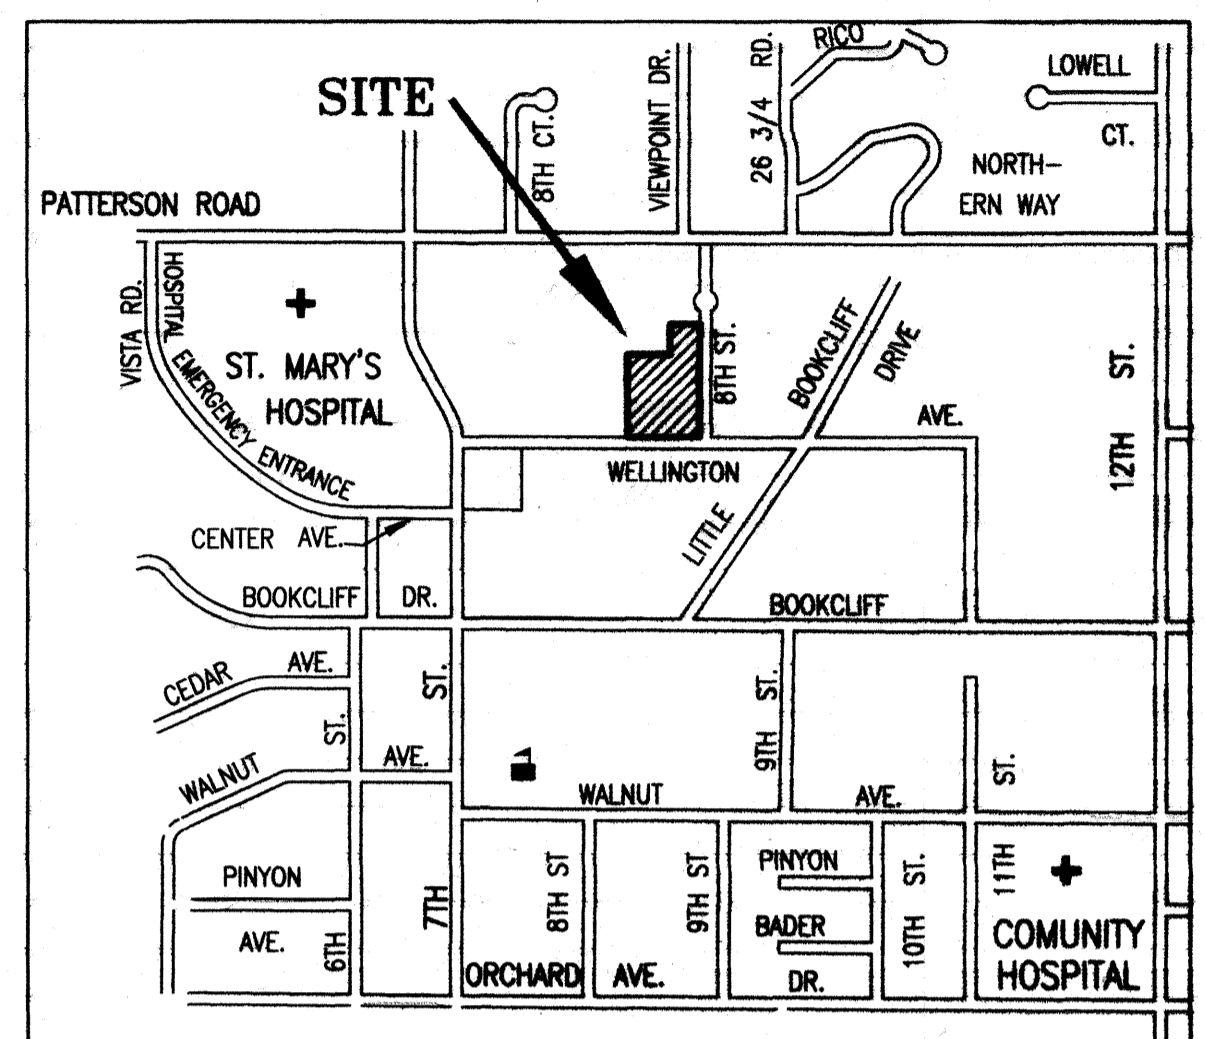 RICO
LOWELL
CT.
SITE
8TH CT.
VIEWPOINT DR.
26 3/4 RD.
NORTH-
ERN WAY
PATTERSON ROAD
VISTA RD.
HOSPITAL EMERGENCY ENTRANCE
ST. MARY'S
HOSPITAL
8TH ST.
LITTLE BOOKCLIFF
DRIVE
WELLINGTON AVE.
12TH ST.
CENTER AVE.
BOOKCLIFF DR.
BOOKCLIFF
CEDAR AVE.
WALNUT AVE.
6TH ST.
7TH ST.
9TH ST.
WALNUT AVE.
11TH ST.
PINYON
AVE.
8TH ST
9TH ST
PINYON
BADER
DR.
10TH ST.
COMUNITY
HOSPITAL
ORCHARD AVE.